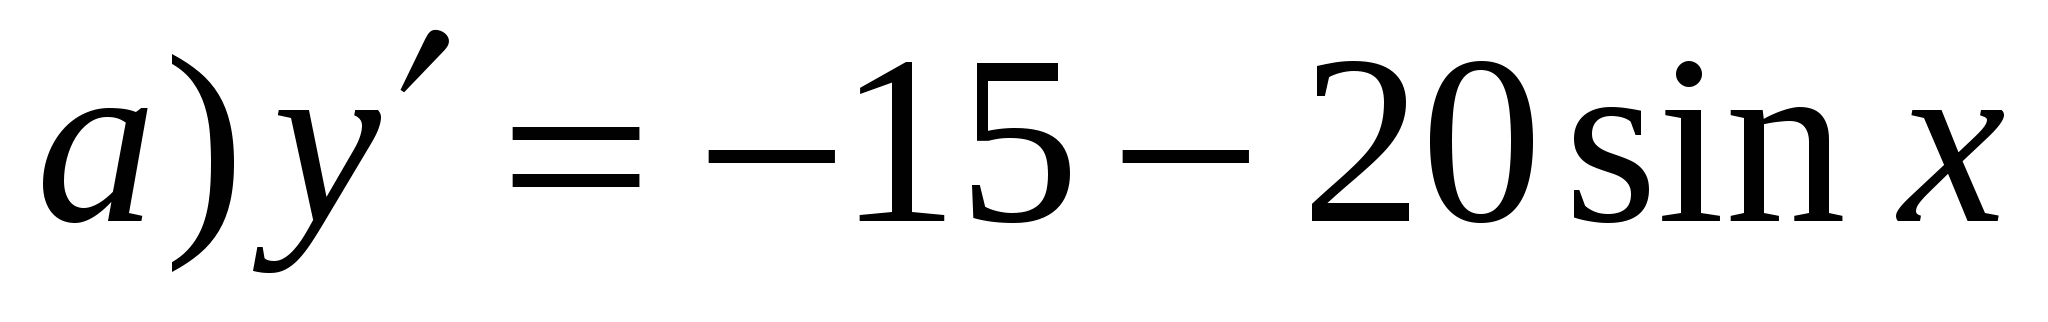 a) y′ = −15 − 20 sin x